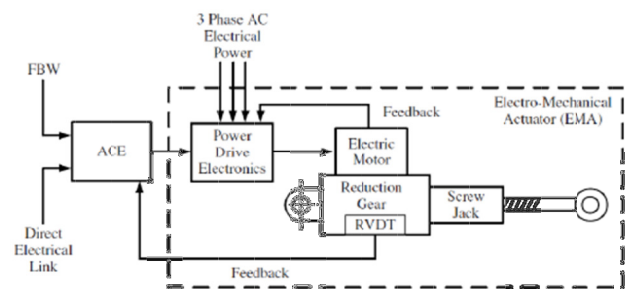 3 Phase AC
Electrical
Power
FBW
Feedback
Electro-Mechanical
Actuator (EMA)
ACE
Power
Drive
Electronics
Electric
Motor
Reduction
Gear
RVDT
Screw
Jack
Direct
Electrical
Link
Feedback